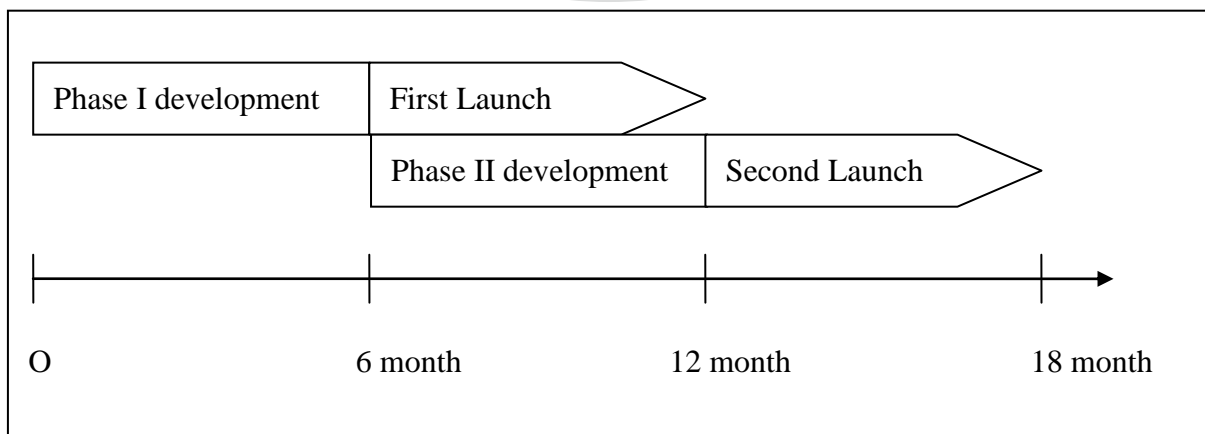 Phase I development
First Launch
Phase II development
Second Launch
O
6 month
12 month
18 month